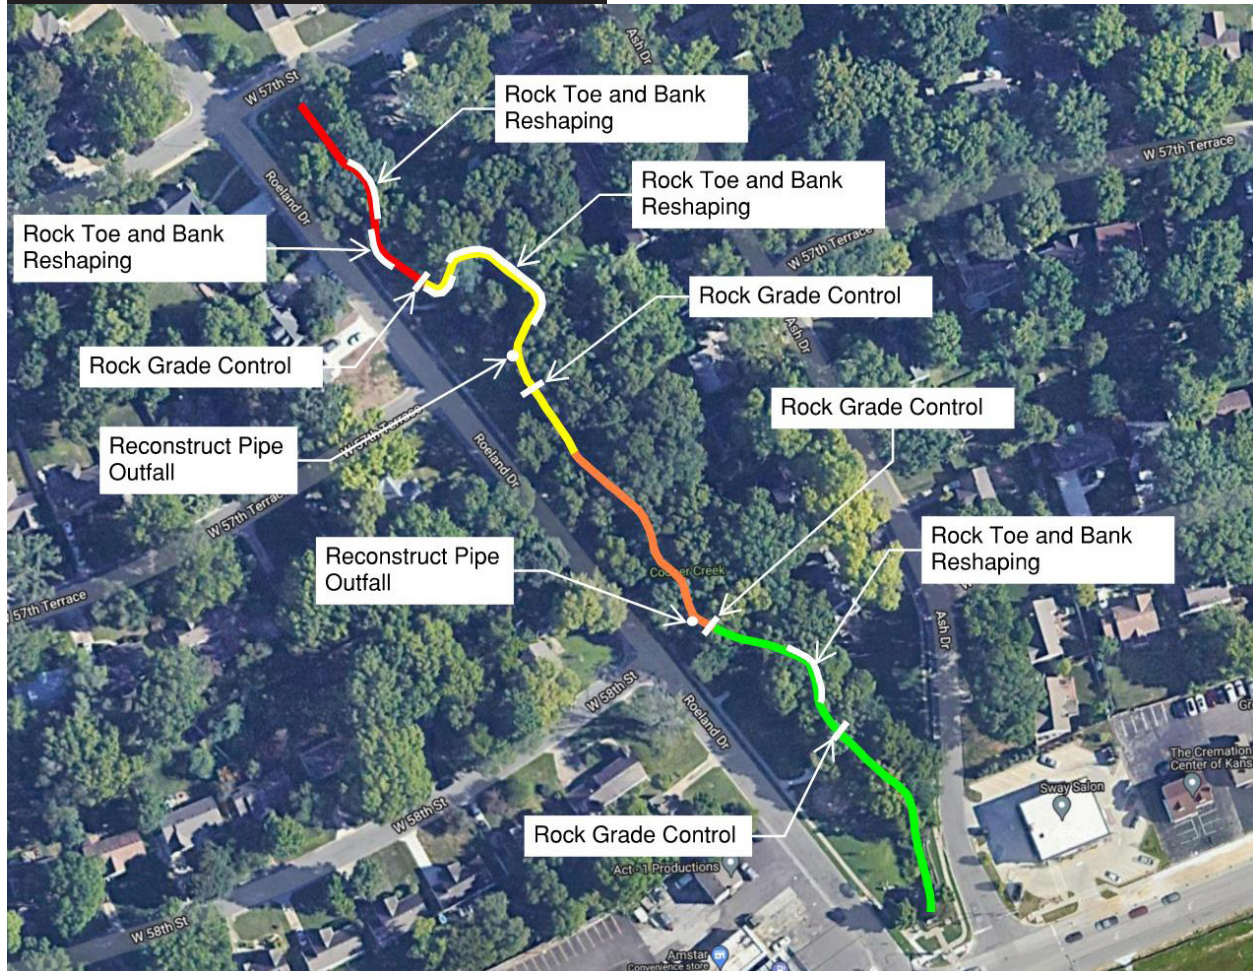 Ash Dr
W 57th St
Rock Toe and Bank
Reshaping
W 57th Terrace
Rock Toe and Bank
Reshaping
Roeland Dr
Rock Toe and Bank
Reshaping
W 57th Terrace
Rock Grade Control
Ash Dr
Rock Grade Control
Rock Grade Control
W 57th Terrace
Reconstruct Pipe
Outfall
Roeland Dr
W 57th Terrace
Rock Toe and Bank
Reshaping
Reconstruct Pipe
Outfall
Creek
57th Terrace
Ash Dr
W 58th St
Roeland Dr
The Cremation
Center of Kans
Sway Salon
W 58th St
Rock Grade Control
Act - 1 Productions
W 58th St
Amstar
Convenience store